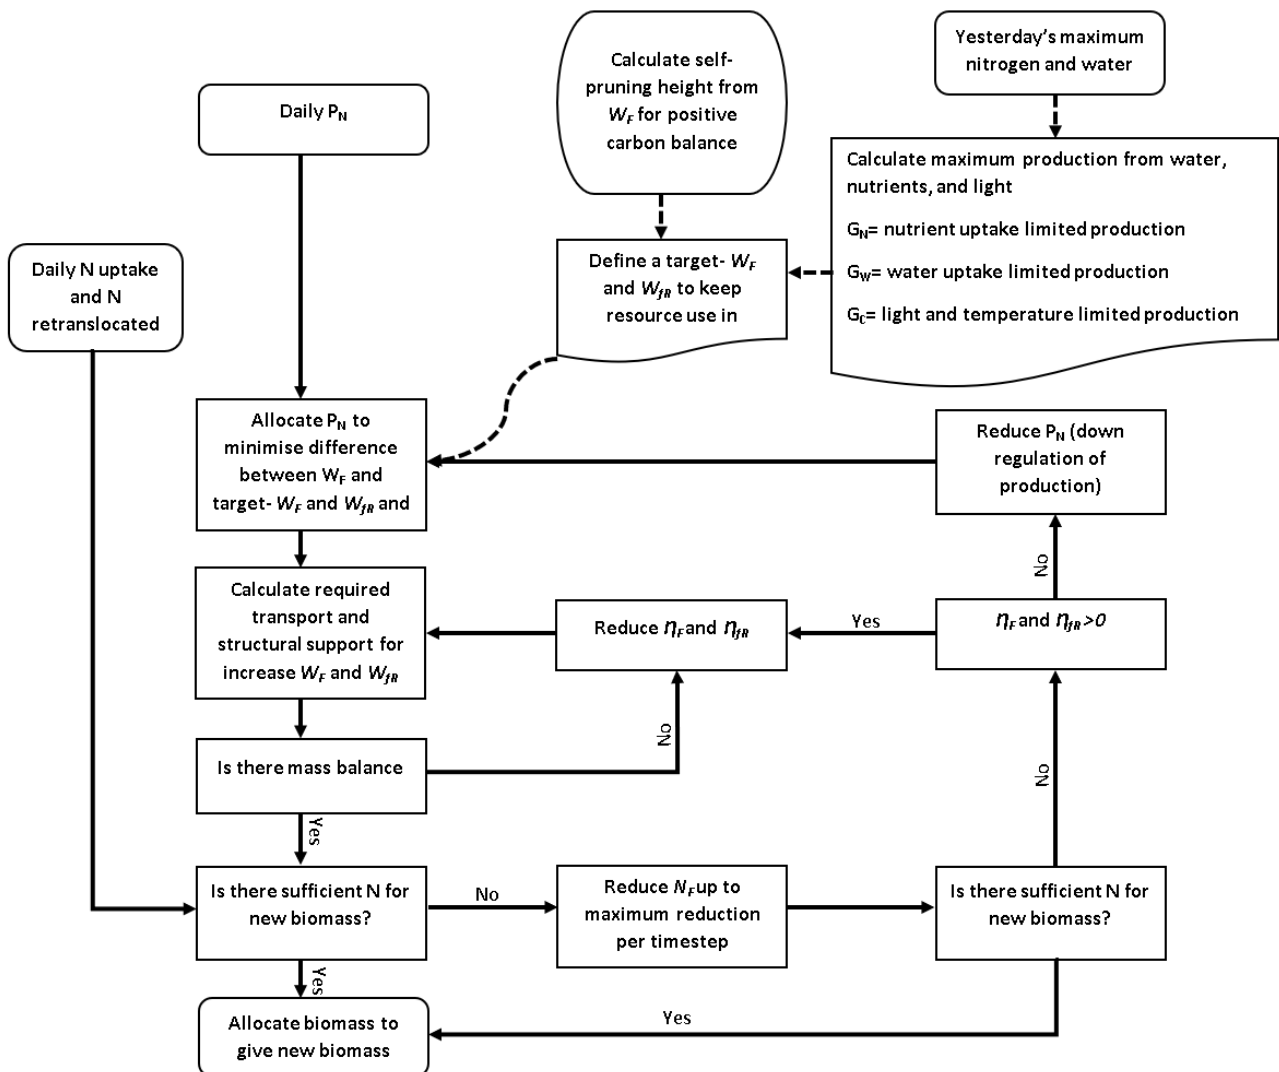 Calculate self-
pruning height from
W_F for positive
carbon balance
Yesterday's maximum
nitrogen and water
Daily P_N
Calculate maximum production from water,
nutrients, and light
G_N= nutrient uptake limited production
G_W= water uptake limited production
G_C= light and temperature limited production
Daily N uptake
and N
retranslocated
Define a target- W_F
and W_fR to keep
resource use in
Allocate P_N to
minimise difference
between W_F and
target- W_F and W_fR and
Reduce P_N (down
regulation of
production)
No
Calculate required
transport and
structural support for
increase W_F and W_fR
Reduce η_F and η_fR
Yes
η_F and η_fR >0
No
Is there mass balance
No
Yes
Is there sufficient N for
new biomass?
No
Reduce N_F up to
maximum reduction
per timestep
Is there sufficient N for
new biomass?
Yes
Allocate biomass to
give new biomass
Yes